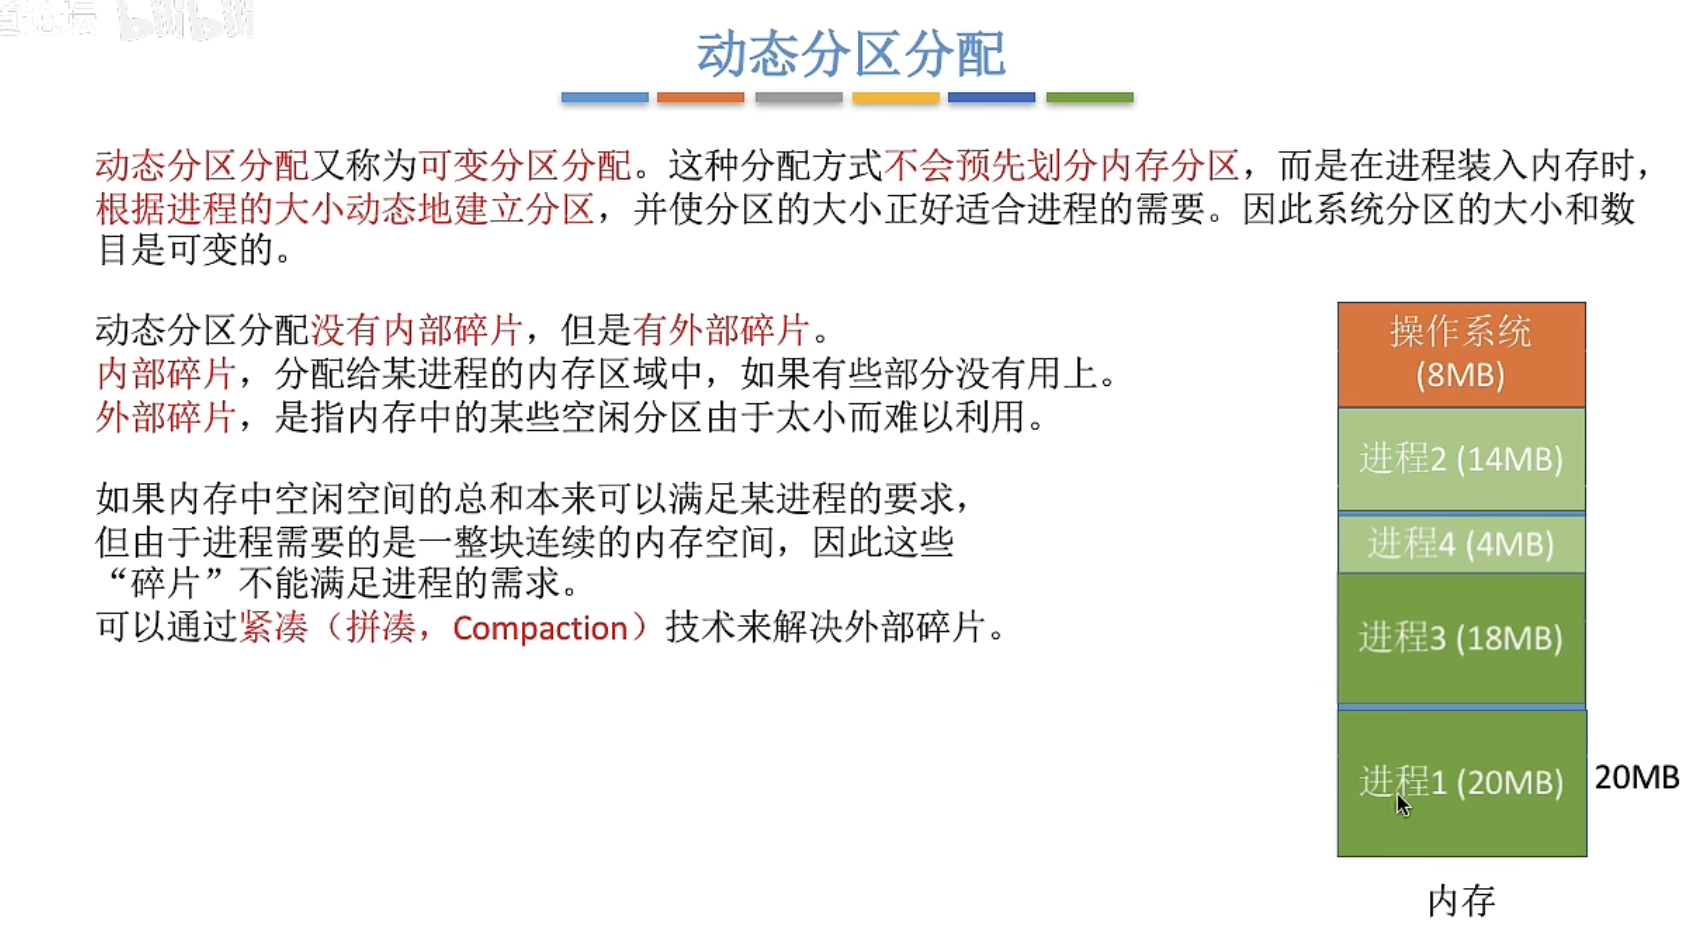 论坛 bilibili
动态分区分配
动态分区分配又称为可变分区分配。这种分配方式不会预先划分内存分区，而是在进程装入内存时，
根据进程的大小动态地建立分区，并使分区的大小正好适合进程的需要。因此系统分区的大小和数
目是可变的。
动态分区分配没有内部碎片，但是有外部碎片。
内部碎片，分配给某进程的内存区域中，如果有些部分没有用上。
外部碎片，是指内存中的某些空闲分区由于太小而难以利用。
如果内存中空闲空间的总和本来可以满足某进程的要求，
但由于进程需要的是一整块连续的内存空间，因此这些
“碎片”不能满足进程的需求。
可以通过紧凑（拼凑，Compaction）技术来解决外部碎片。
操作系统
(8MB)
进程2 (14MB)
进程4 (4MB)
进程3 (18MB)
进程1 (20MB)
20MB
内存